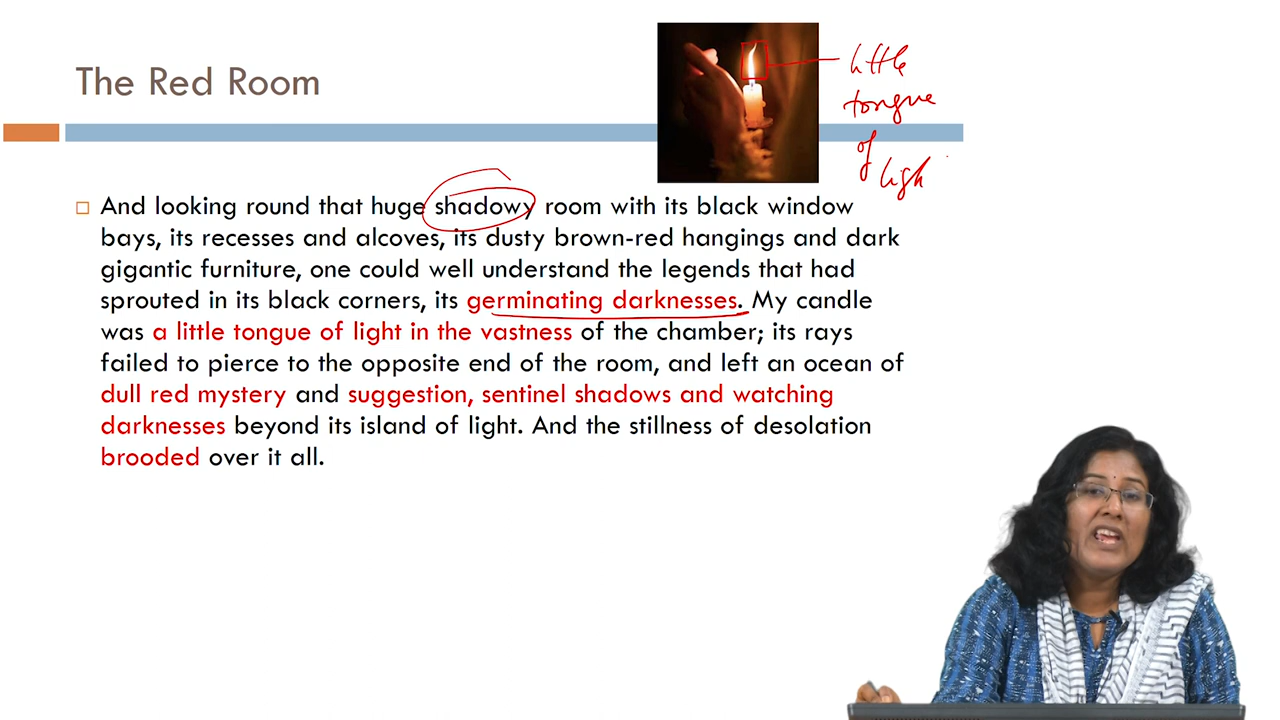 The Red Room
little
tongue
of
ligh
And looking round that huge shadowy room with its black window
bays, its recesses and alcoves, its dusty brown-red hangings and dark
gigantic furniture, one could well understand the legends that had
sprouted in its black corners, its germinating darknesses. My candle
was a little tongue of light in the vastness of the chamber; its rays
failed to pierce to the opposite end of the room, and left an ocean of
dull red mystery and suggestion, sentinel shadows and watching
darknesses beyond its island of light. And the stillness of desolation
brooded over it all.